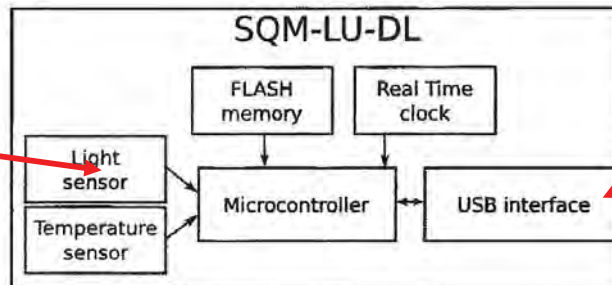 SQM-LU-DL
FLASH
memory
Real Time
clock
Light
sensor
Microcontroller
USB interface
Temperature
sensor